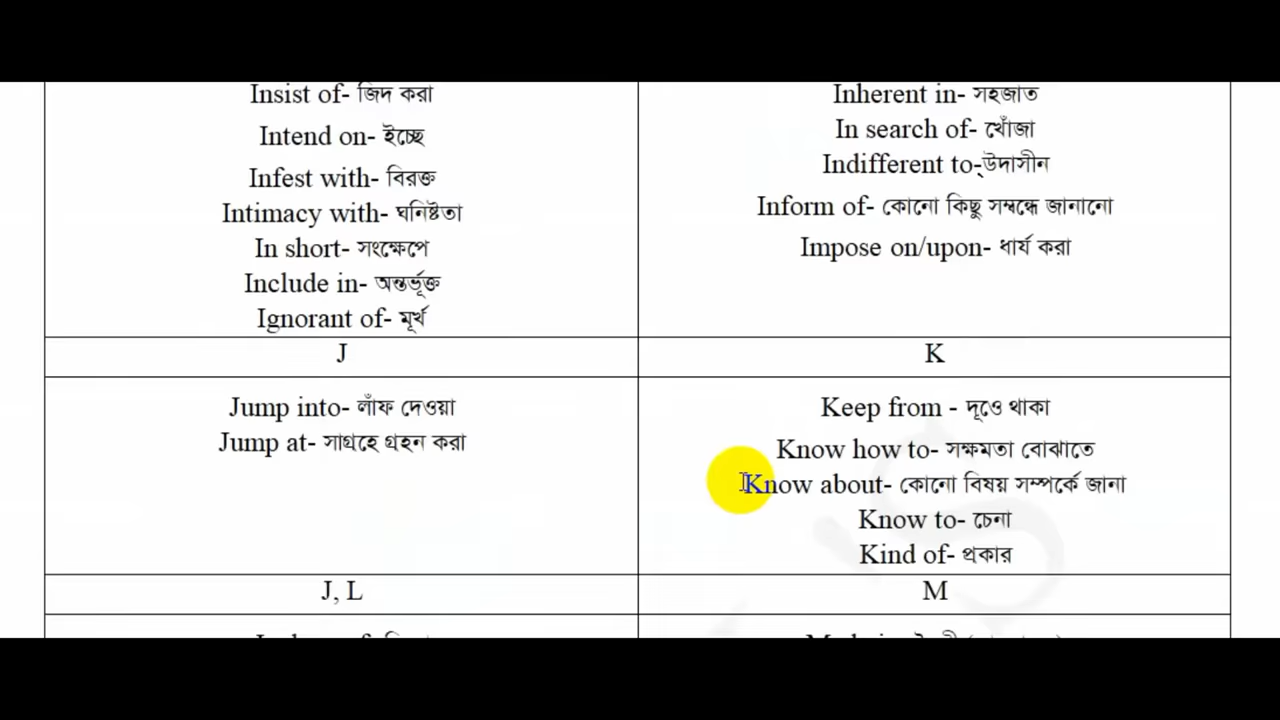 Insist of- জিদ করা
Intend on- ইচ্ছে
Infest with- বিরক্ত
Intimacy with- ঘনিষ্টতা
In short- সংক্ষেপে
Include in- অন্তর্ভূক্ত
Ignorant of- মূর্খ
Inherent in- সহজাত
In search of- খোঁজা
Indifferent to-উদাসীন
Inform of- কোনো কিছু সম্বন্ধে জানানো
Impose on/upon- ধার্য করা
J
K
Jump into- লাঁফ দেওয়া
Jump at- সাগ্রহে গ্রহন করা
Keep from - দূওে থাকা
Know how to- সক্ষমতা বোঝাতে
Know about- কোনো বিষয় সম্পর্কে জানা
Know to- চেনা
Kind of- প্রকার
J, L
M